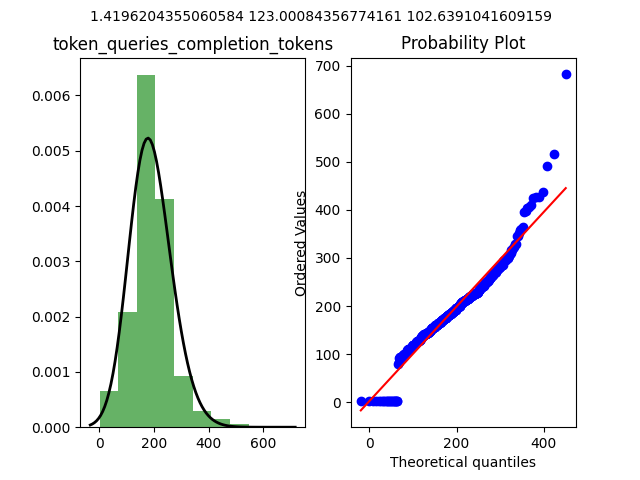 1.4196204355060584 123.00084356774161 102.6391041609159
token_queries_completion_tokens
0.006
0.005
0.004
0.003
0.002
0.001
0.000
0 200 400 600
Probability Plot
700
600
500
400
300
200
100
0
Ordered Values
0 200 400
Theoretical quantiles